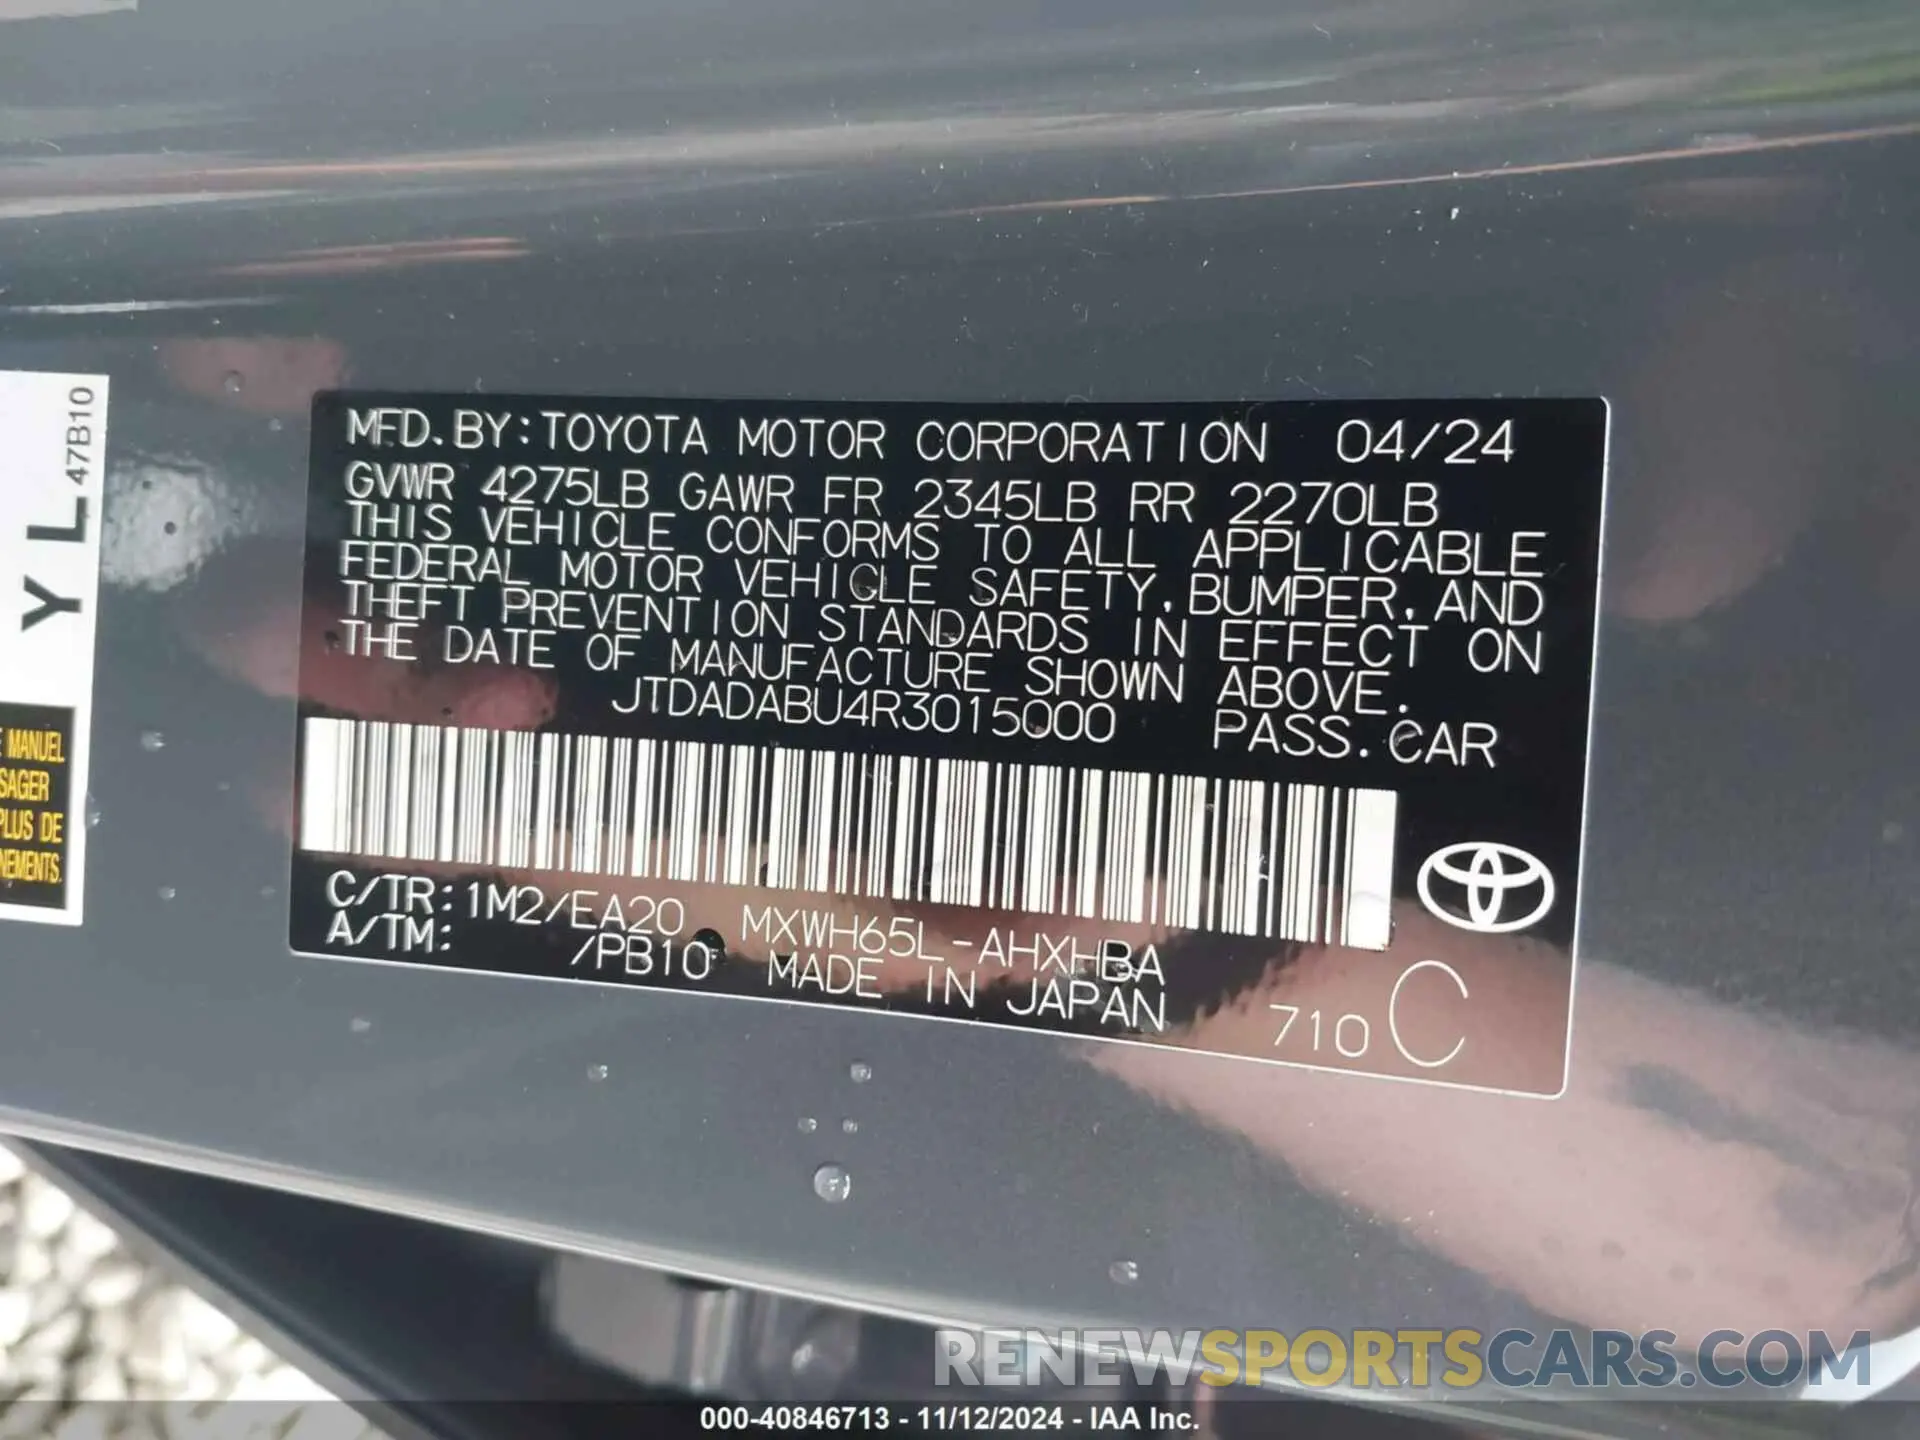 MFD.BY:TOYOTA MOTOR CORPORATION 04/24
GVWR 4275LB GAWR FR 2345LB RR 2270LB
THIS VEHICLE CONFORMS TO ALL APPLICABLE
FEDERAL MOTOR VEHICLE SAFETY, BUMPER, AND
THEFT PREVENTION STANDARDS IN EFFECT ON
THE DATE OF MANUFACTURE SHOWN ABOVE.
JTDADABU4R3015000 PASS. CAR
C/TR:1M2/EA20 MXWH65L-AHXHBA
A/TM: /PB10 MADE IN JAPAN
710 C
YL 47B10
E MANUEL
SAGER
PLUS DE
NEMENTS.
RENEWSPORTSCARS.COM
000-40846713 - 11/12/2024 - IAA Inc.